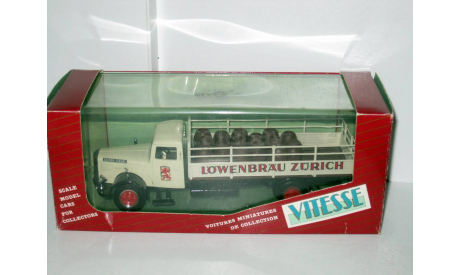 LÖWENBRÄU ZÜRICH
SCALE
MODEL
CARS
FOR
COLLECTORS
VOITURES MINIATURES
DE COLLECTION
VITESSE